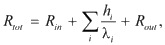 R_tot = R_in + ∑_i h_i/λ_i + R_out,